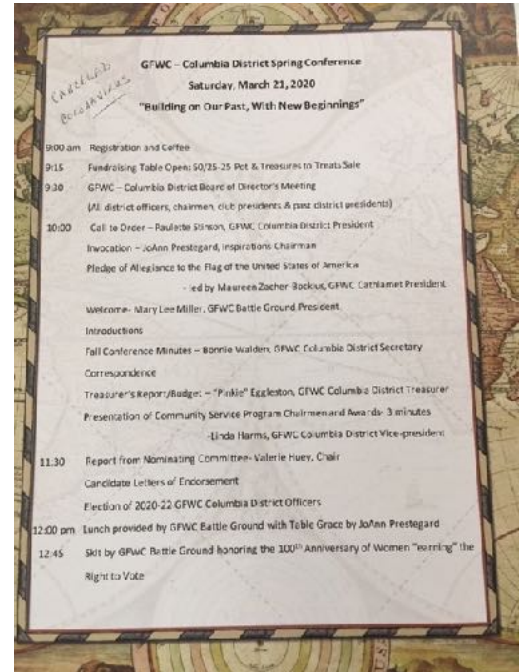 GFWC – Columbia District Spring Conference
Saturday, March 21, 2020
"Building on Our Past, With New Beginnings"
CANCELLED
CORONAVIRUS
9:00 am Registration and Coffee
9:15 Fundraising Table Open: 50/25-25 Pot & Treasures to Treats Sale
9:30 GFWC – Columbia District Board of Director's Meeting
(All district officers, chairmen, club presidents & past district presidents)
10:00 Call to Order – Paulette Stinson, GFWC Columbia District President
Invocation – JoAnn Prestegard, Inspirations Chairman
Pledge of Allegiance to the Flag of the United States of America
- led by Maureen Zacher-Backus, GFWC Cathlamet President
Welcome- Mary Lee Miller, GFWC Battle Ground President
Introductions
Fall Conference Minutes – Bonnie Walden, GFWC Columbia District Secretary
Correspondence
Treasurer's Report/Budget – "Pinkie" Eggleston, GFWC Columbia District Treasurer
Presentation of Community Service Program Chairmen and Awards- 3 minutes
-Linda Harms, GFWC Columbia District Vice-president
11:30 Report from Nominating Committee- Valerie Huey, Chair
Candidate Letters of Endorsement
Election of 2020-22 GFWC Columbia District Officers
12:00 pm Lunch provided by GFWC Battle Ground with Table Grace by JoAnn Prestegard
12:45 Skit by GFWC Battle Ground honoring the 100th Anniversary of Women "earning" the
Right to Vote